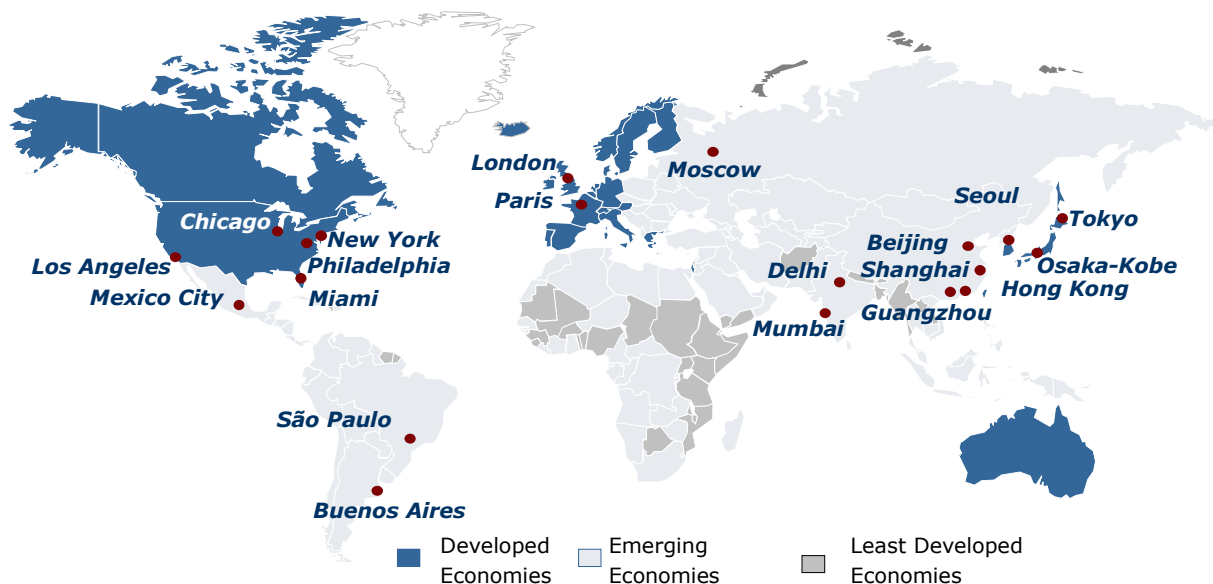 London
Moscow
Paris
Seoul
Chicago
Tokyo
New York
Beijing
Los Angeles
Philadelphia
Delhi
Shanghai
Osaka-Kobe
Mexico City
Miami
Hong Kong
Mumbai
Guangzhou
São Paulo
Buenos Aires
Developed
Economies
Emerging
Economies
Least Developed
Economies